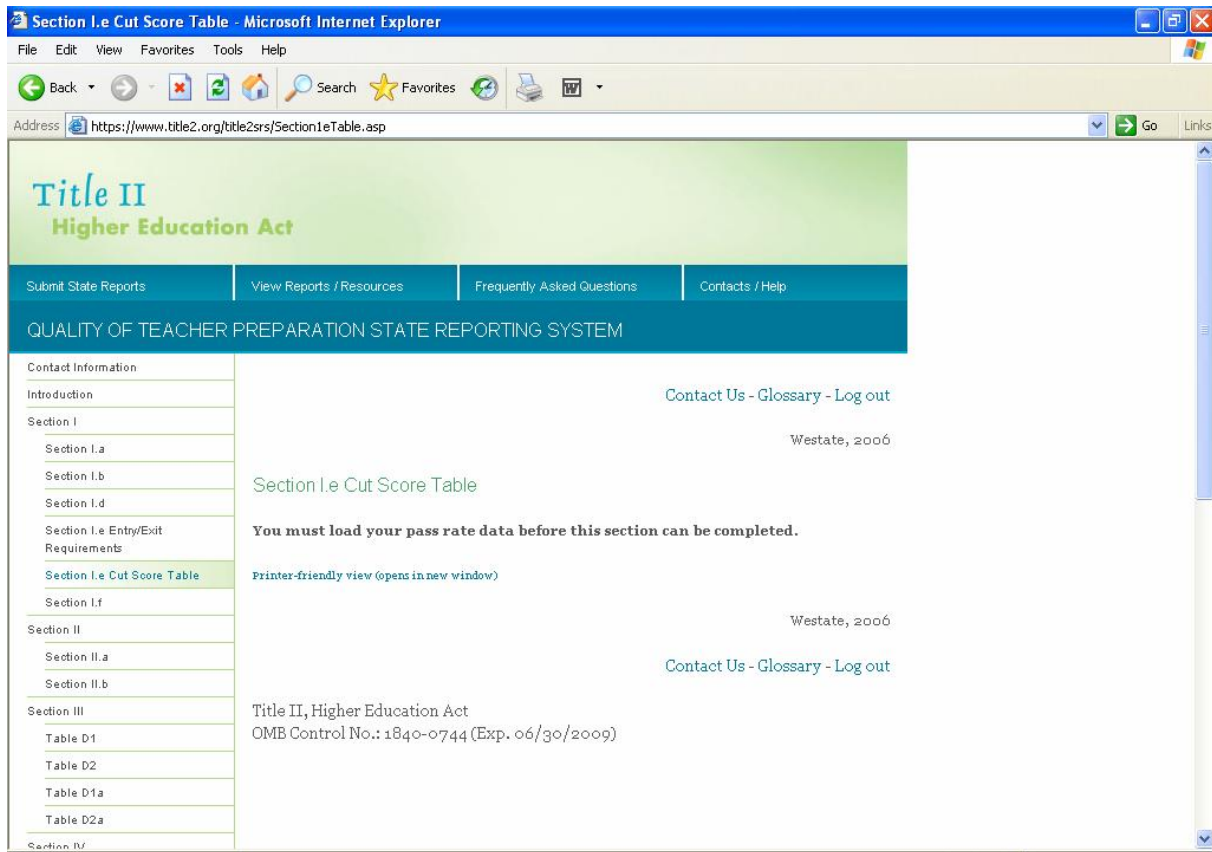 Section I.e Cut Score Table - Microsoft Internet Explorer
File Edit View Favorites Tools Help
Back Search Favorites
Address https://www.title2.org/title2srs/Section1eTable.asp Go Links
Title II
Higher Education Act
Submit State Reports View Reports / Resources Frequently Asked Questions Contacts / Help
QUALITY OF TEACHER PREPARATION STATE REPORTING SYSTEM
Contact Information
Introduction
Section I
Section I.a
Section I.b
Section I.d
Section I.e Entry/Exit
Requirements
Section I.e Cut Score Table
Section I.f
Section II
Section II.a
Section II.b
Section III
Table D1
Table D2
Table D1a
Table D2a
Section IV
Contact Us - Glossary - Log out
Westate, 2006
Section I.e Cut Score Table
You must load your pass rate data before this section can be completed.
Printer-friendly view (opens in new window)
Westate, 2006
Contact Us - Glossary - Log out
Title II, Higher Education Act
OMB Control No.: 1840-0744 (Exp. 06/30/2009)